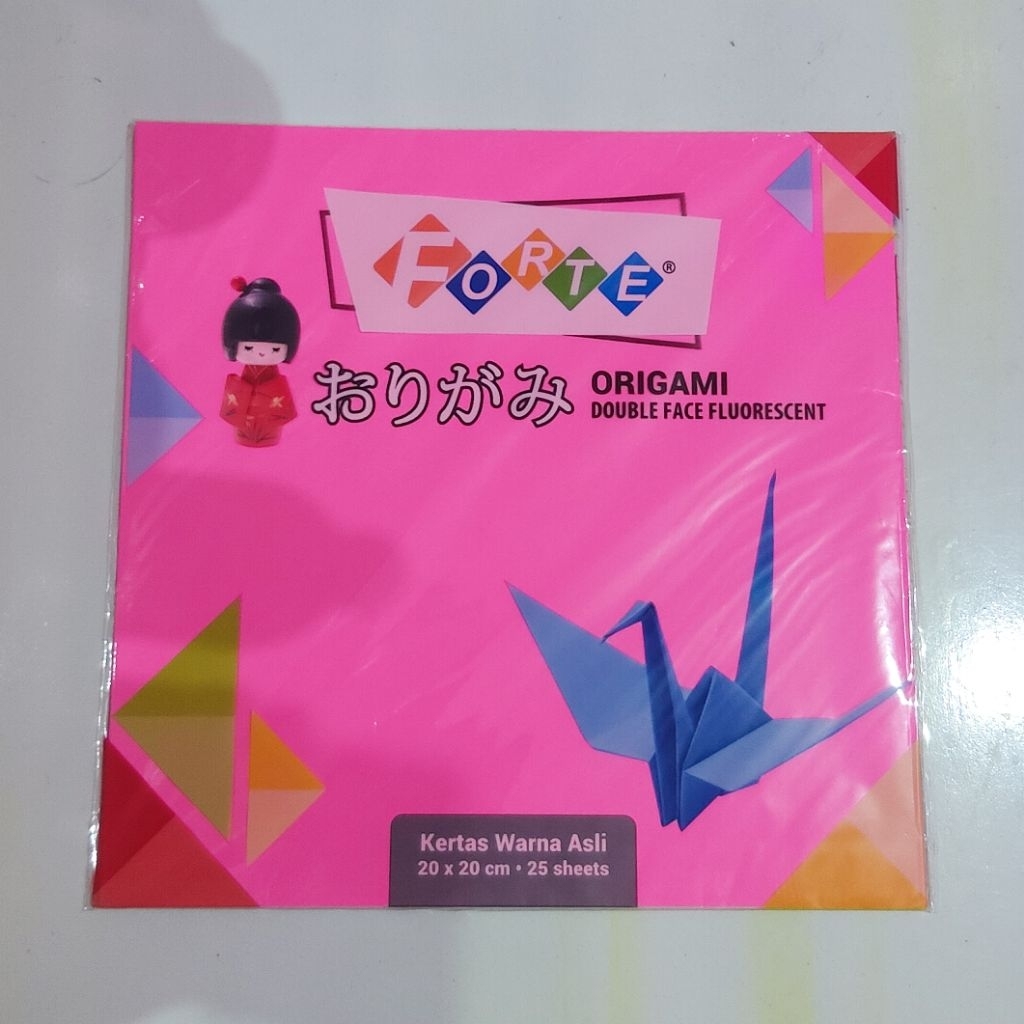 FORTE®
おりがみ
ORIGAMI
DOUBLE FACE FLUORESCENT
Kertas Warna Asli
20 x 20 cm • 25 sheets